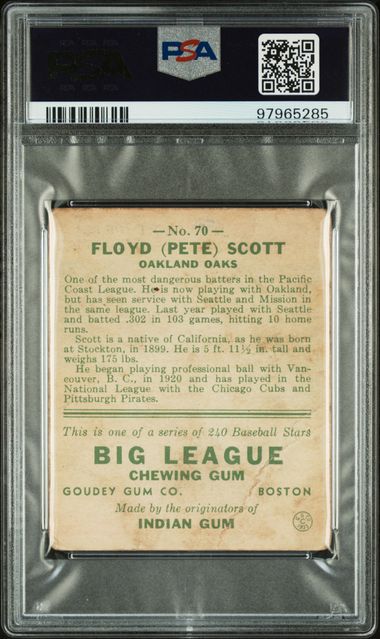 PSA
97965285
—No. 70—
FLOYD (PETE) SCOTT
OAKLAND OAKS
One of the most dangerous batters in the Pacific
Coast League. He is now playing with Oakland,
but has seen service with Seattle and Mission in
the same league. Last year played with Seattle
and batted .302 in 103 games, hitting 10 home
runs.
Scott is a native of California, as he was born
at Stockton, in 1899. He is 5 ft. 11½ in. tall and
weighs 175 lbs.
He began playing professional ball with Van-
couver, B. C., in 1920 and has played in the
National League with the Chicago Cubs and
Pittsburgh Pirates.
This is one of a series of 240 Baseball Stars
BIG LEAGUE
CHEWING GUM
GOUDEY GUM CO. BOSTON
Made by the originators of
INDIAN GUM